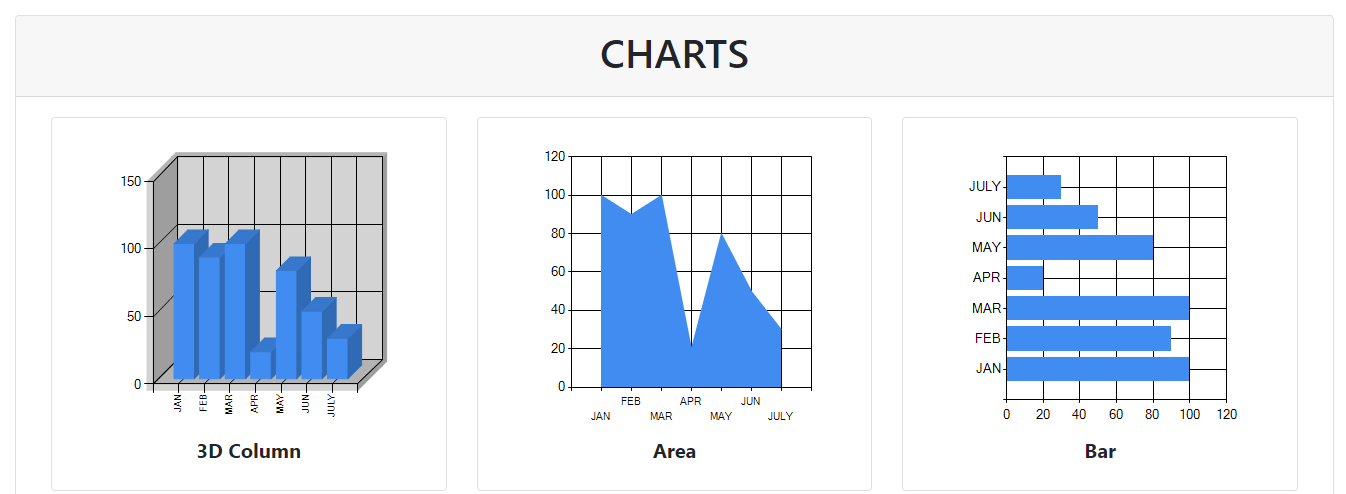 CHARTS
150
100
50
0
JAN FEB MAR APR MAY JUN JULY
3D Column
120
100
80
60
40
20
0
FEB APR JUN
JAN MAR MAY JULY
Area
JULY
JUN
MAY
APR
MAR
FEB
JAN
0 20 40 60 80 100 120
Bar